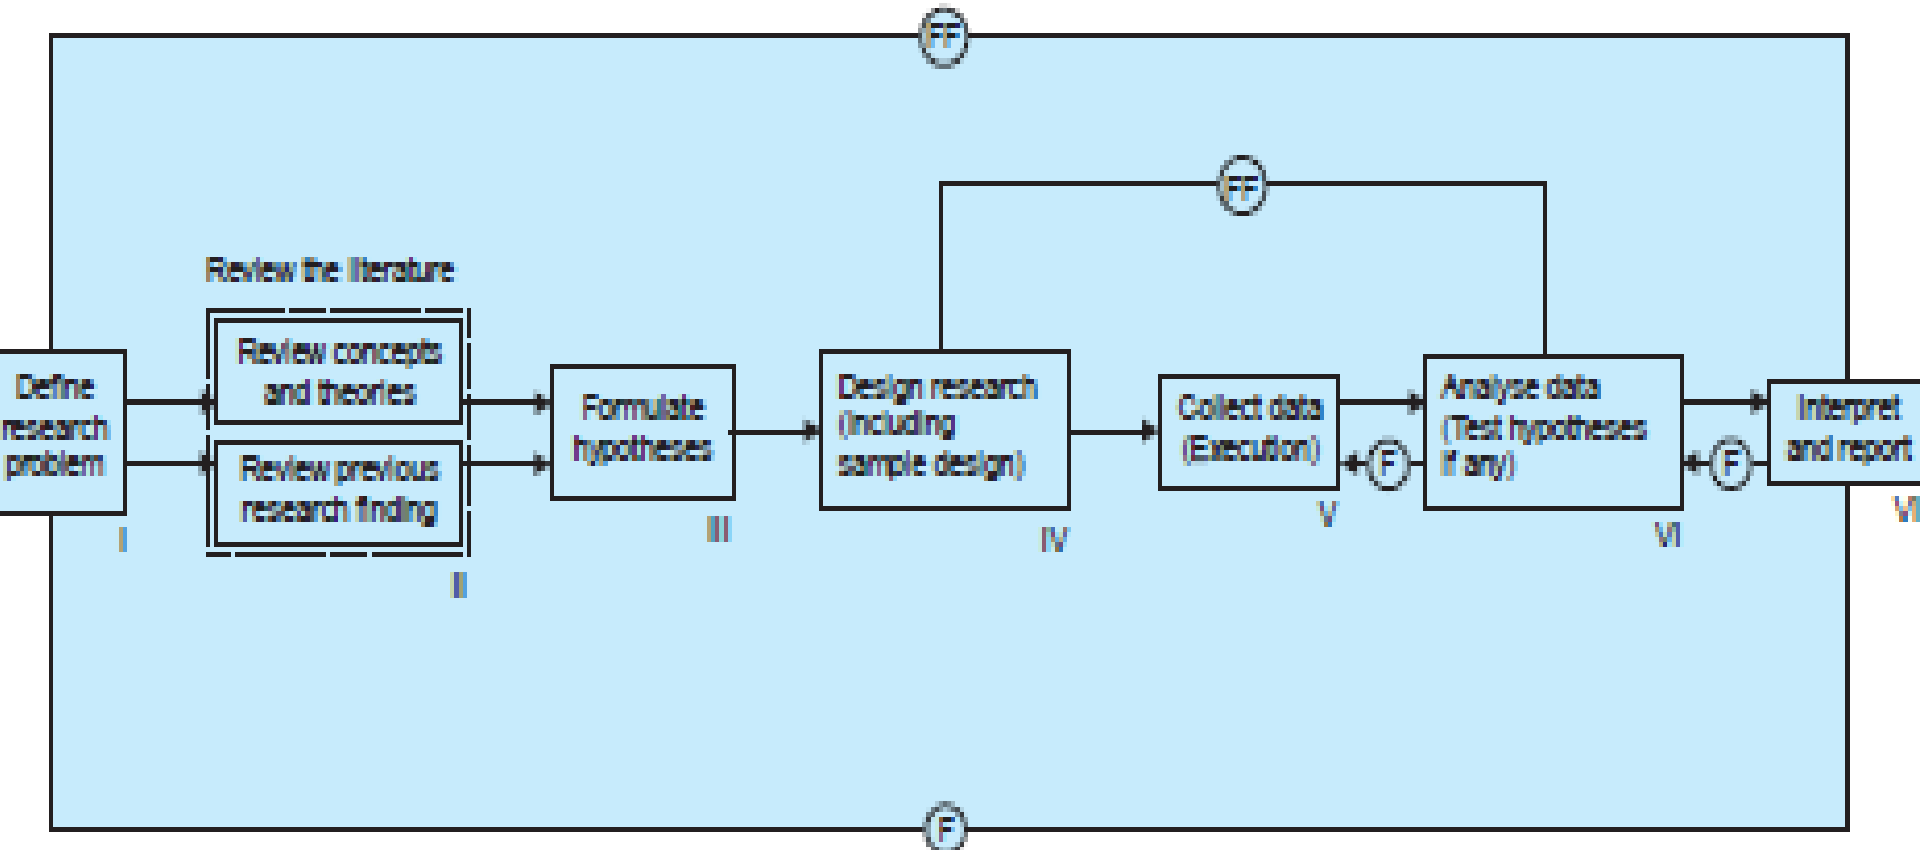 FF
FF
Review the literature
Define
research
problem
I
Review concepts
and theories
Review previous
research finding
II
Formulate
hypotheses
III
Design research
(Including
sample design)
IV
Collect data
(Execution)
V
F
Analyse data
(Test hypotheses
if any)
VI
F
Interpret
and report
F